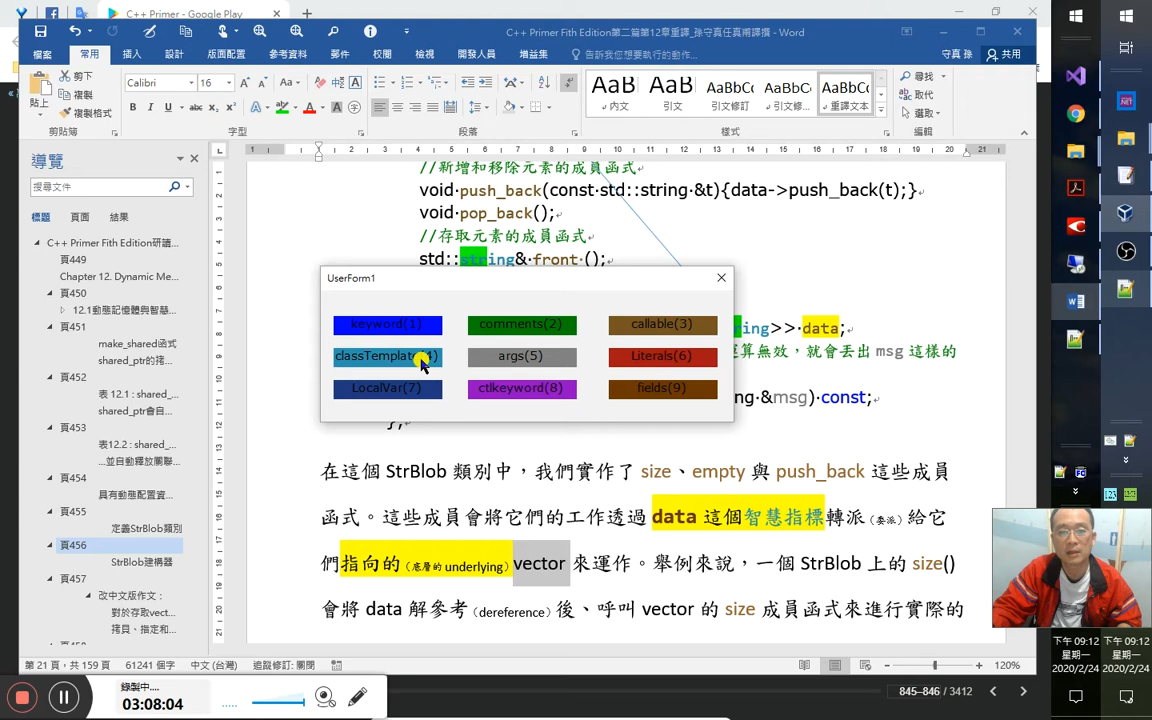 C++ Primer - Google Play
C++ Primer Fifth Edition第二篇第12章重譯_孫守真任真甫譯撰 - Word
檔案 常用 插入 設計 版面配置 參考資料 郵件 校閱 檢視 開發人員 增益集 告訴我您想要執行的動作... 守真 孫 共用
貼上 剪下 複製 複製格式
Calibri 16
AaB AaB AaBbCc AaBbC AaBbCc
內文 引文 引文修訂 引文修... 重譯本文
尋找 取代 選取
剪貼簿 字型 段落 樣式 編輯
導覽
搜尋文件
標題 頁面 結果
C++ Primer Fith Edition研讀...
頁449
Chapter 12. Dynamic Me...
頁450
12.1動態記憶體與智慧...
頁451
make_shared函式
shared_ptr的拷...
頁452
表 12.1 : shared_...
shared_ptr會自...
頁453
表12.2 : shared_...
...並自動釋放關聯...
頁454
具有動態配置資...
頁455
定義StrBlob類別
頁456
StrBlob建構器
頁457
改中文版作文：
對於存取vect...
拷貝、指定和...
頁458
//新增和移除元素的成員函式
void push_back(const std::string &t){data->push_back(t);}
void pop_back();
//存取元素的成員函式
std::string& front ();
UserForm1
keyword(1) comments(2) callable(3)
classTemplate(4) args(5) Literals(6)
LocalVar(7) ctlkeyword(8) fields(9)
ing>> data;
算無效，就會丟出 msg 這樣的
ng &msg) const;
};
在這個 StrBlob 類別中，我們實作了 size、empty 與 push_back 這些成員
函式。這些成員會將它們的工作透過 data 這個智慧指標轉派（委派）給它
們指向的（底層的 underlying）vector 來運作。舉例來說，一個 StrBlob 上的 size()
會將 data 解參考（dereference）後、呼叫 vector 的 size 成員函式來進行實際的
第 21 頁，共 159 頁 61241 個字 中文 (台灣) 追蹤修訂: 關閉 120%
錄製中....
03:08:04
845–846 / 3412
下午 09:12
星期一
2020/2/24
下午 09:12
星期一
2020/2/24